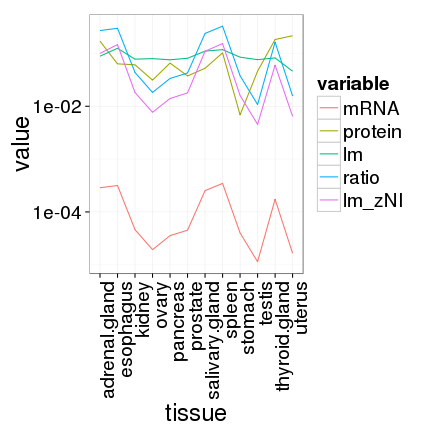 value
1e-02
1e-04
adrenal.gland
esophagus
kidney
ovary
pancreas
prostate
salivary.gland
spleen
stomach
testis
thyroid.gland
uterus
tissue
variable
mRNA
protein
lm
ratio
lm_zNI